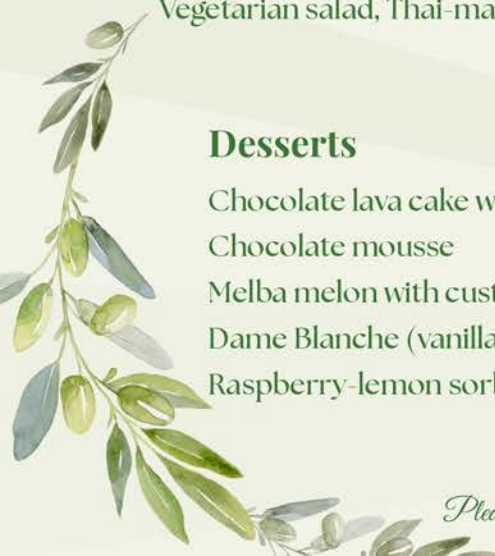 Vegetarian salad, Thai-ma
Desserts
Chocolate lava cake w
Chocolate mousse
Melba melon with cust
Dame Blanche (vanilla
Raspberry-lemon sorb
Plea